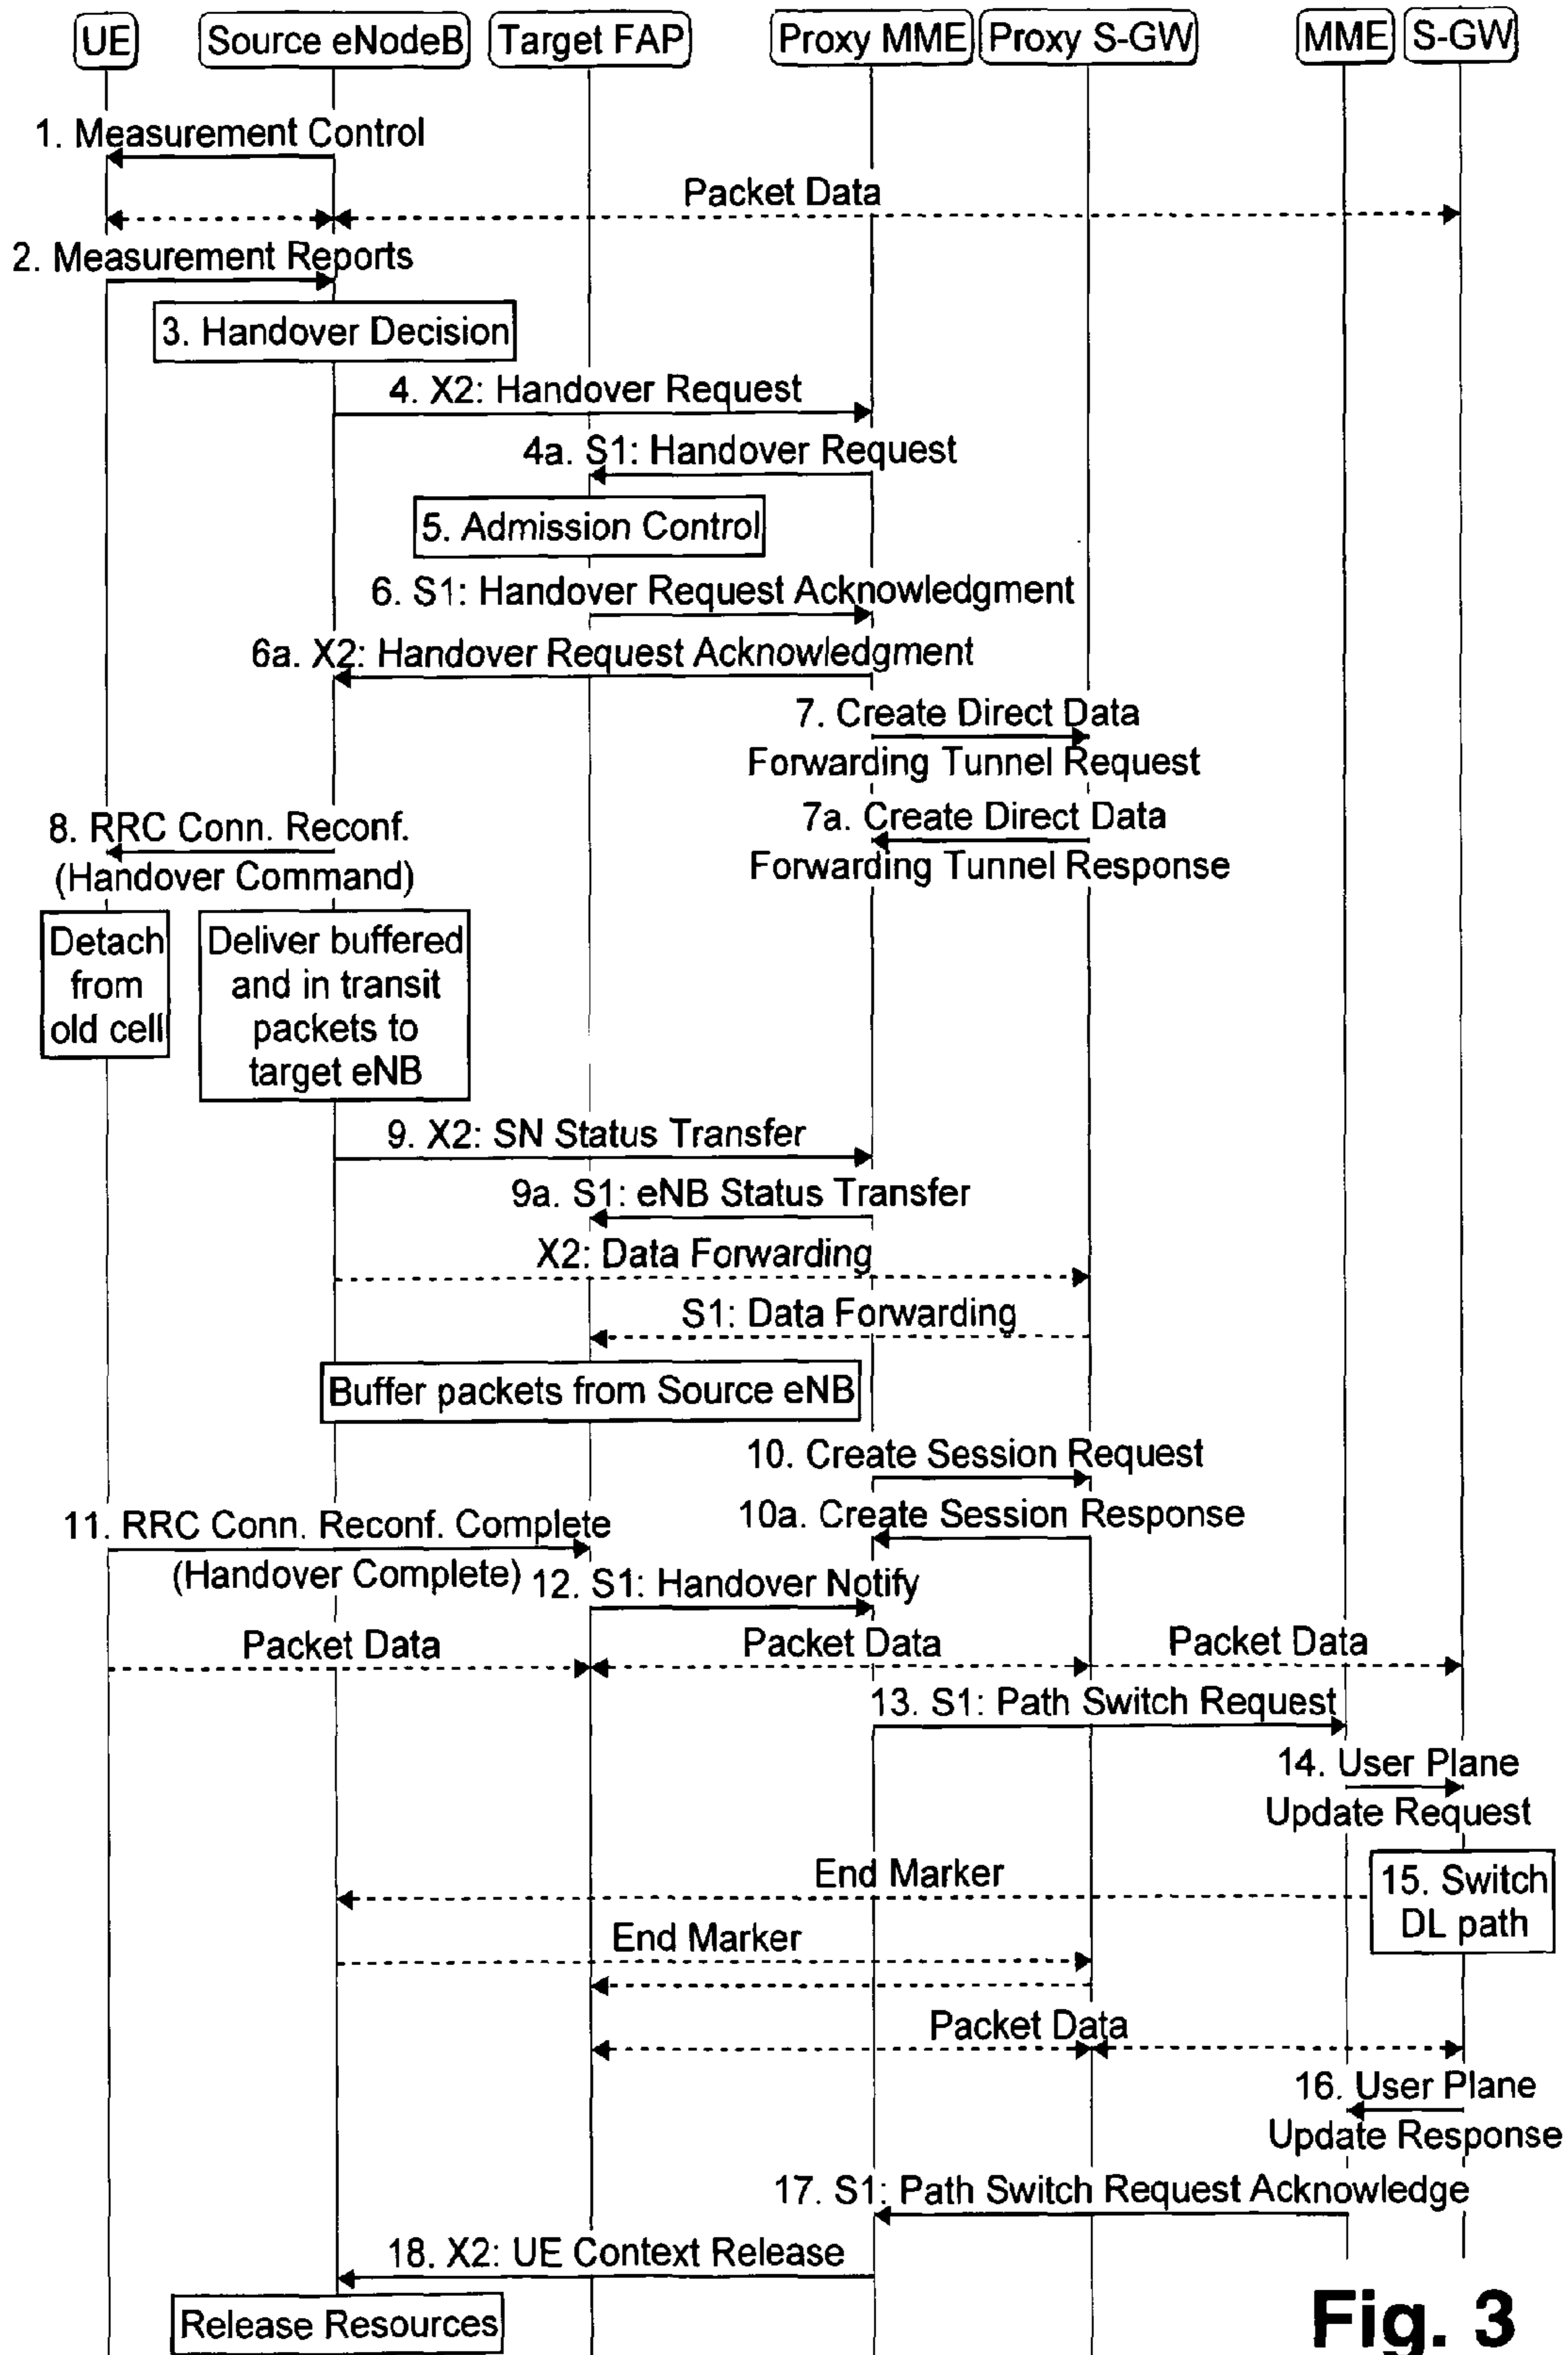 UE
Source eNodeB
Target FAP
Proxy MME
Proxy S-GW
MME
S-GW
1. Measurement Control
Packet Data
2. Measurement Reports
3. Handover Decision
4. X2: Handover Request
4a. S1: Handover Request
5. Admission Control
6. S1: Handover Request Acknowledgment
6a. X2: Handover Request Acknowledgment
7. Create Direct Data
Forwarding Tunnel Request
7a. Create Direct Data
Forwarding Tunnel Response
8. RRC Conn. Reconf.
(Handover Command)
Detach
from
old cell
Deliver buffered
and in transit
packets to
target eNB
9. X2: SN Status Transfer
9a. S1: eNB Status Transfer
X2: Data Forwarding
S1: Data Forwarding
Buffer packets from Source eNB
10. Create Session Request
10a. Create Session Response
11. RRC Conn. Reconf. Complete
(Handover Complete)
12. S1: Handover Notify
Packet Data
Packet Data
Packet Data
13. S1: Path Switch Request
14. User Plane
Update Request
End Marker
15. Switch
DL path
End Marker
Packet Data
16. User Plane
Update Response
17. S1: Path Switch Request Acknowledge
18. X2: UE Context Release
Release Resources
Fig. 3